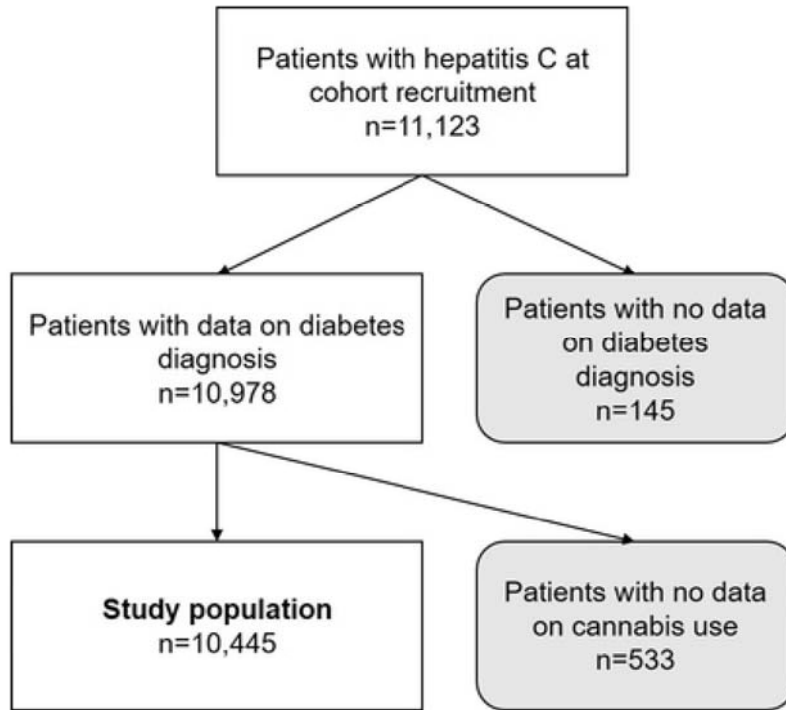 Patients with hepatitis C at
cohort recruitment
n=11,123
Patients with data on diabetes
diagnosis
n=10,978
Patients with no data
on diabetes
diagnosis
n=145
Study population
n=10,445
Patients with no data
on cannabis use
n=533